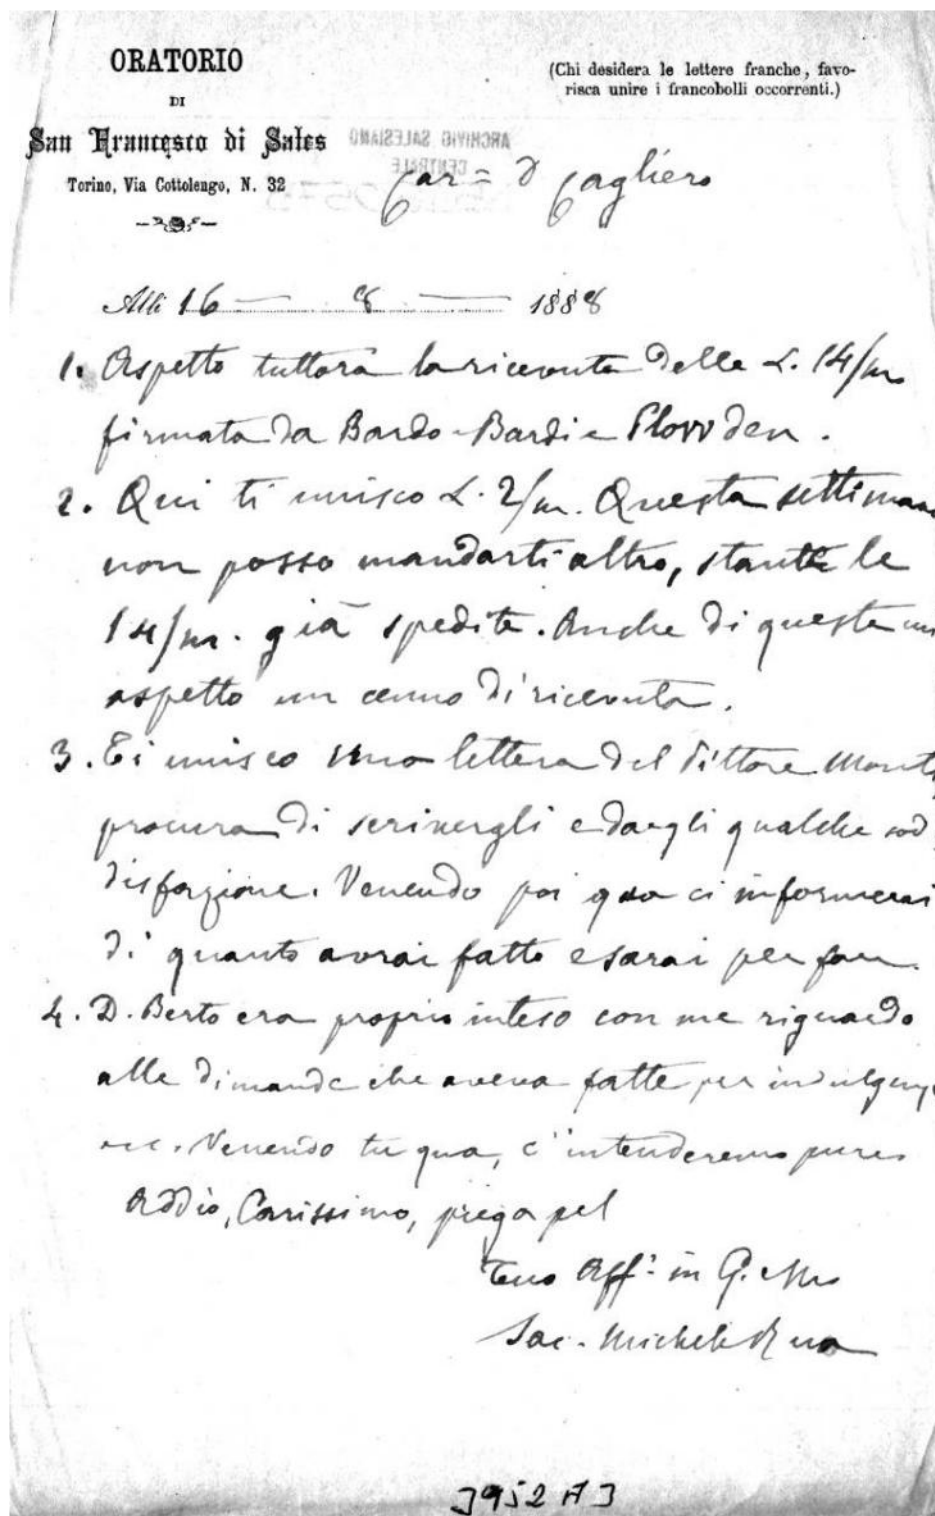 ORATORIO
DI
San Francesco di Sales
Torino, Via Cottolengo, N. 32
(Chi desidera le lettere franche, favo-
risca unire i francobolli occorrenti.)
ARCHIVIO SALESIANO
CENTRALE
Car= D Cagliero
Alli 16 8 1888
1. Aspetto tuttora la ricevuta delle L. 14/m
firmata da Bardo-Bardi e Plowden.
2. Qui ti unisco L. 2/m. Questa settimana
non posso mandarti altro, stante le
14/m. già spedite. Anche di queste
aspetto un cenno di ricevuta.
3. Ti unisco una lettera del Pittore Monti
procura di scrivergli e dargli qualche sod
disfazione. Venendo poi qua ci informerai
di quanto avrai fatto e sarai per fare.
4. D. Berto era proprio inteso con me riguardo
alle dimande che aveva fatte per indulgenze
ecc. Venendo tu qua, c'intenderemo pure
Addio, Carissimo, prega pel
Tuo Aff.° in G. e M.
Sac. Michele Rua
3952 A 3